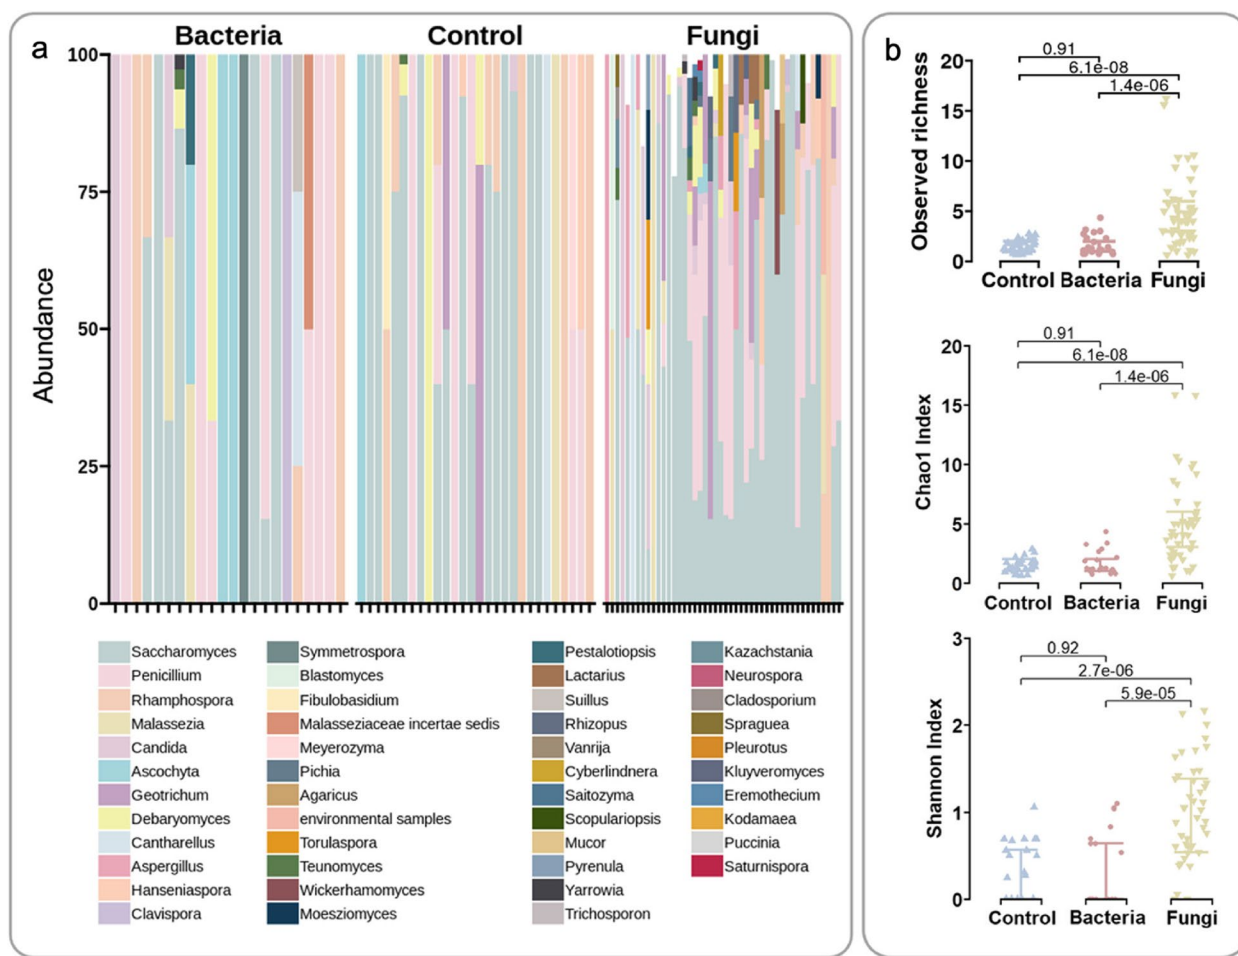 a
Bacteria
Control
Fungi
Abundance
100
75
50
25
0
Saccharomyces
Penicillium
Rhamphospora
Malassezia
Candida
Ascochyta
Geotrichum
Debaryomyces
Cantharellus
Aspergillus
Hanseniaspora
Clavispora
Symmetrospora
Blastomyces
Fibulobasidium
Malasseziaceae incertae sedis
Meyerozyma
Pichia
Agaricus
environmental samples
Torulaspora
Teunomyces
Wickerhamomyces
Moesziomyces
Pestalotiopsis
Lactarius
Suillus
Rhizopus
Vanrija
Cyberlindnera
Saitozyma
Scopulariopsis
Mucor
Pyrenula
Yarrowia
Trichosporon
Kazachstania
Neurospora
Cladosporium
Spraguea
Pleurotus
Kluyveromyces
Eremothecium
Kodamaea
Puccinia
Saturnispora
b
Observed richness
20
15
10
5
0
0.91
6.1e-08
1.4e-06
Control Bacteria Fungi
Chao1 Index
20
15
10
5
0
0.91
6.1e-08
1.4e-06
Control Bacteria Fungi
Shannon Index
3
2
1
0
0.92
2.7e-06
5.9e-05
Control Bacteria Fungi